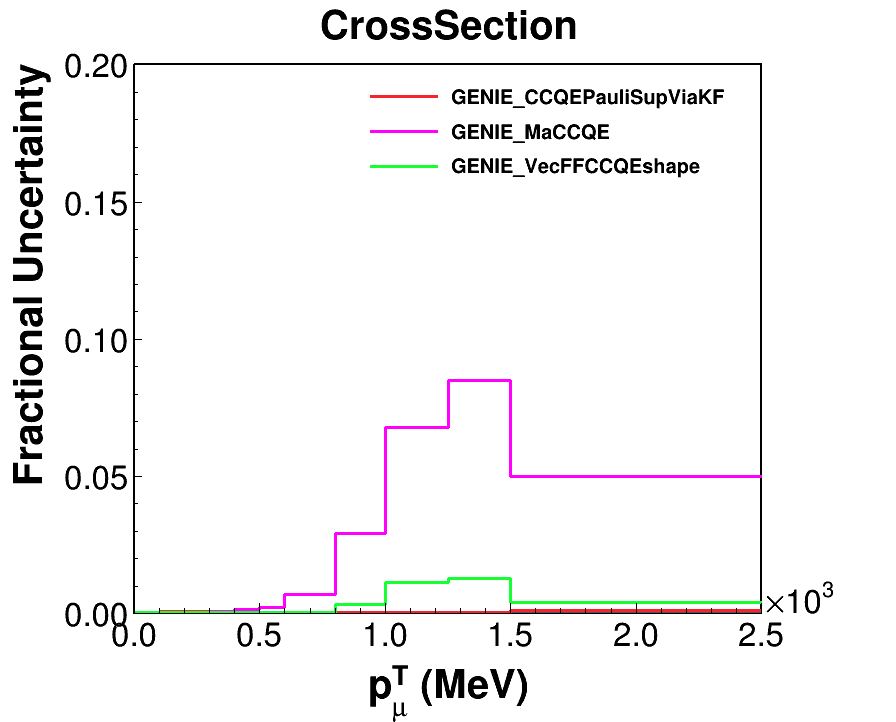 CrossSection
Fractional Uncertainty
0.20
0.15
0.10
0.05
0.00
GENIE_CCQEPauliSupViaKF
GENIE_MaCCQE
GENIE_VecFFCCQEshape
0.0 0.5 1.0 1.5 2.0 2.5
×10³
p_μ^T (MeV)